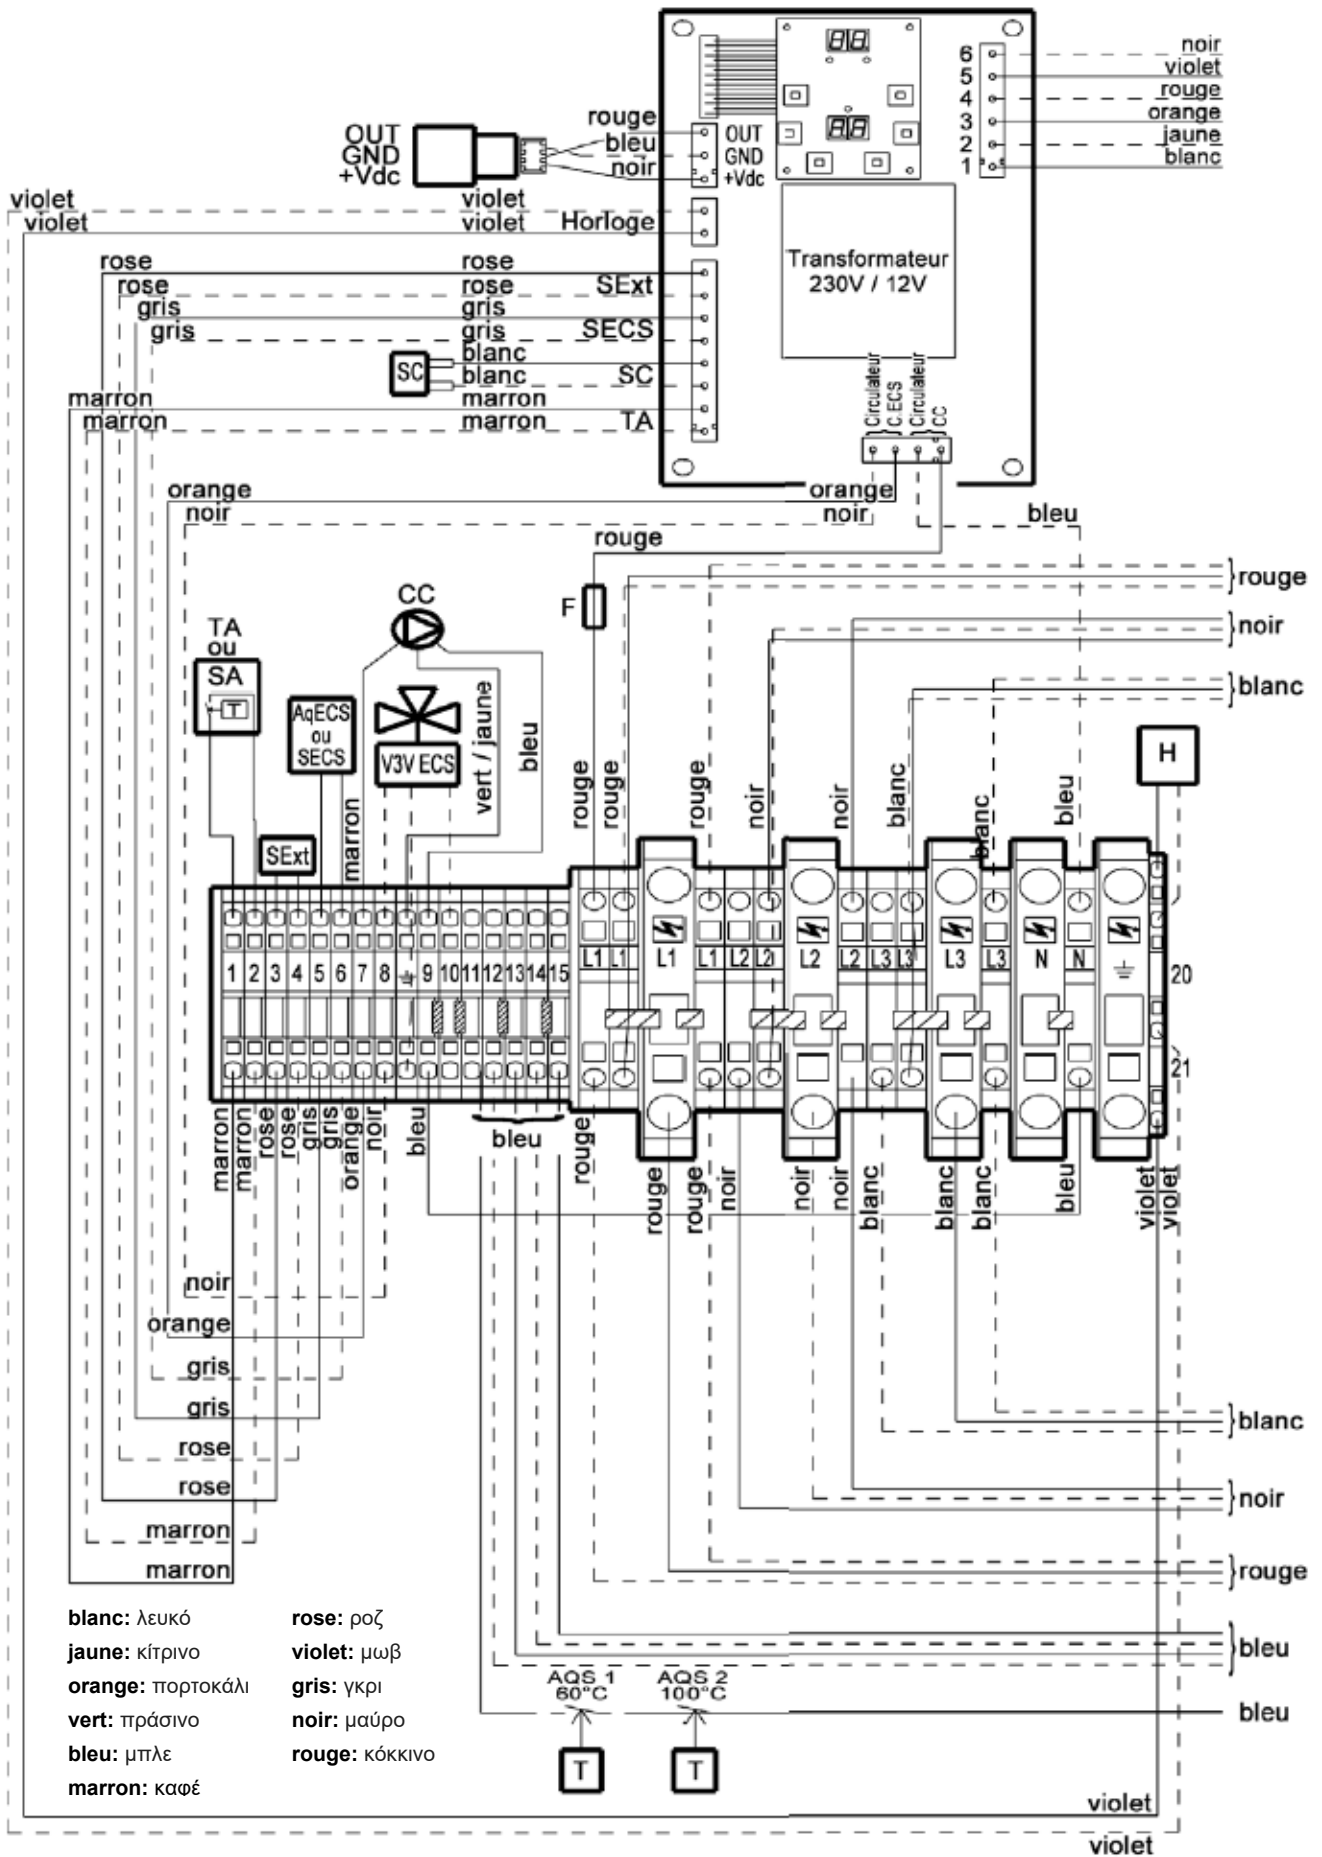 noir
6
violet
5
rouge
4
orange
3
jaune
2
blanc
1
rouge
OUT
bleu
GND
noir
+Vdc
OUT
GND
+Vdc
violet
violet
violet
violet Horloge
Transformateur
230V / 12V
rose
rose
rose
rose SExt
gris
gris
gris
gris SECS
SC
blanc
blanc SC
marron
marron
marron
marron TA
Circulateur
C.ECS
Circulateur
CC
orange
orange
noir
noir
bleu
rouge
F
rouge
noir
blanc
CC
TA
ou
SA
T
AqECS
ou
SECS
V3V ECS
SExt
marron
vert / jaune
bleu
rouge
rouge
rouge
noir
noir
blanc
blanc
bleu
H
1 2 3 4 5 6 7 8 9 10 11 12 13 14 15
L1 L1 L1 L1 L2 L2 L2 L2 L3 L3 L3 L3 N N
20
21
marron
marron
rose
rose
gris
gris
orange
noir
bleu
bleu
rouge
rouge
rouge
noir
noir
noir
blanc
blanc
blanc
bleu
violet
violet
noir
orange
gris
gris
rose
rose
marron
marron
blanc
noir
rouge
bleu
bleu
AQS 1
60°C
AQS 2
100°C
T
T
blanc: λευκό
rose: ροζ
jaune: κίτρινο
violet: μωβ
orange: πορτοκάλι
gris: γκρι
vert: πράσινο
noir: μαύρο
bleu: μπλε
rouge: κόκκινο
marron: καφέ
violet
violet